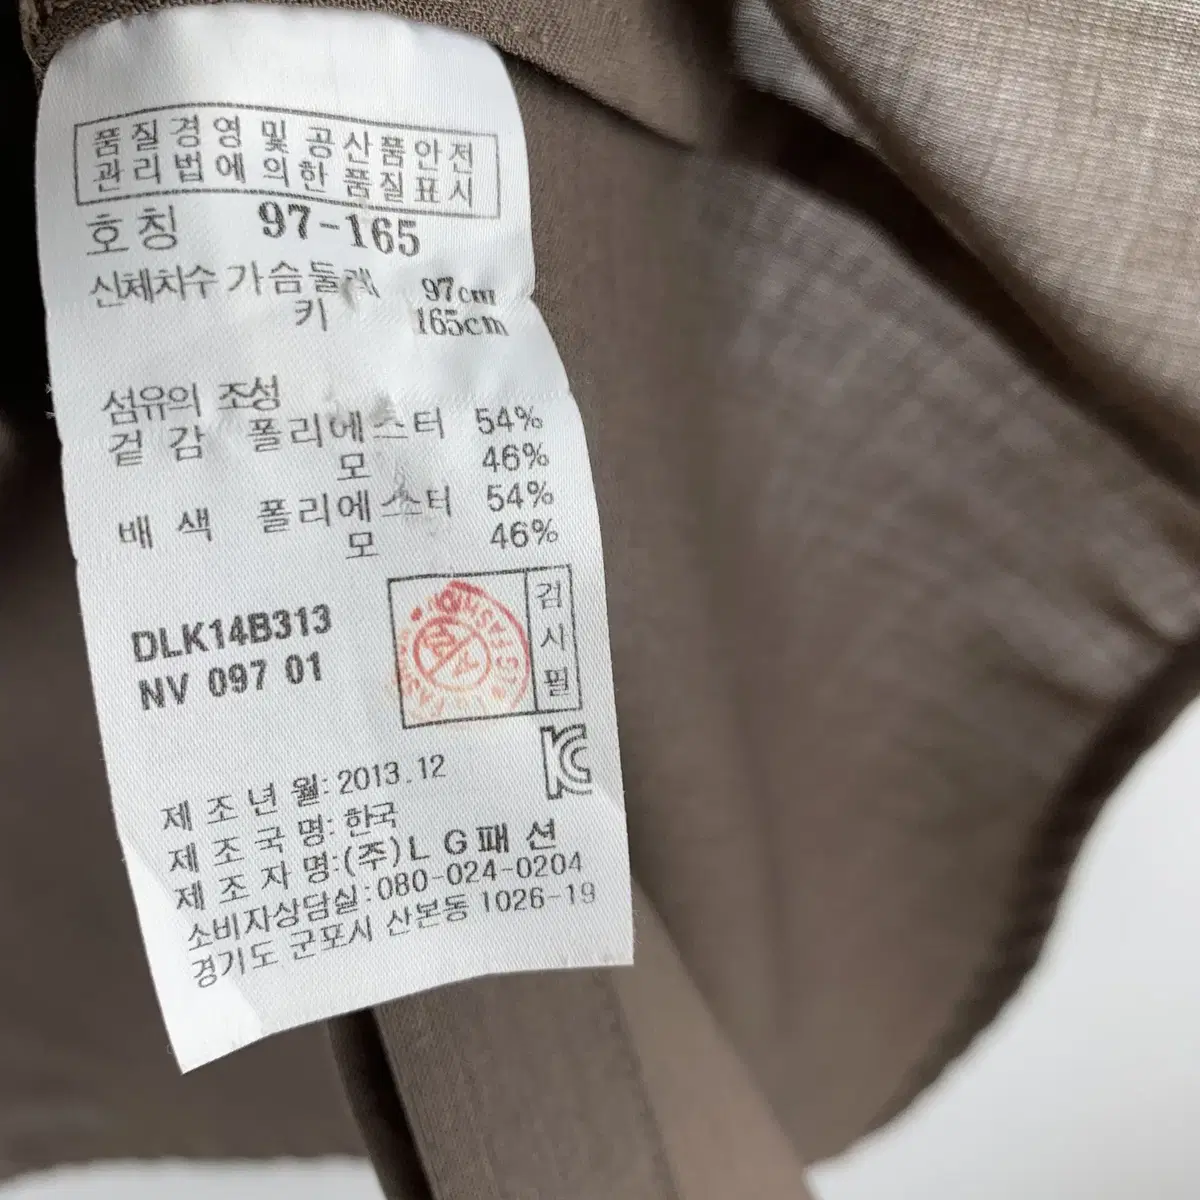 품질경영 및 공산품안전
관리법에 의한 품질표시
호칭 97-165
신체치수 가슴둘레 97cm
키 165cm
섬유의 조성
겉 감 폴리에스터 54%
모 46%
배 색 폴리에스터 54%
모 46%
DLK14B313
NV 097 01
검
사
필
KC
제 조 년 월: 2013.12
제 조 국 명: 한국
제 조 자 명:(주)L G패 션
소비자상담실:080-024-0204
경기도 군포시 산본동 1026-19